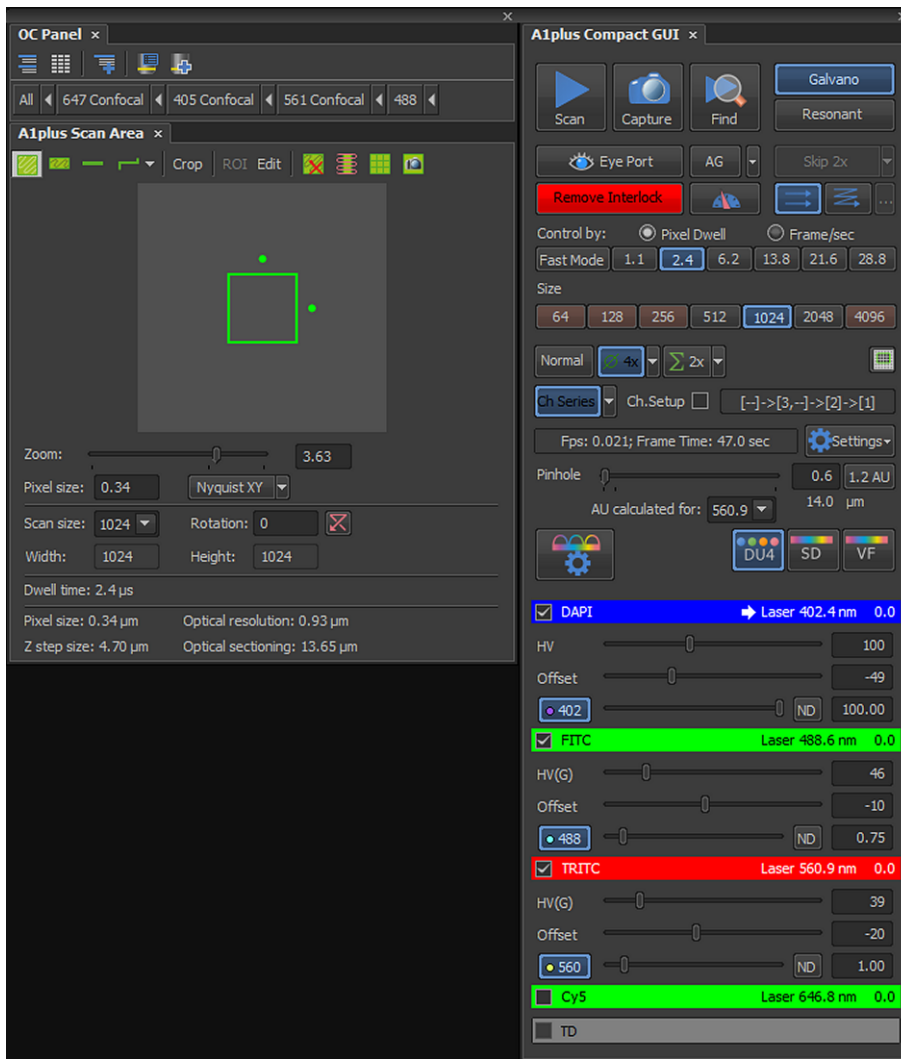 OC Panel ×
All 647 Confocal 405 Confocal 561 Confocal 488
A1plus Scan Area ×
Crop ROI Edit
Zoom: 3.63
Pixel size: 0.34 Nyquist XY
Scan size: 1024 Rotation: 0
Width: 1024 Height: 1024
Dwell time: 2.4 µs
Pixel size: 0.34 µm Optical resolution: 0.93 µm
Z step size: 4.70 µm Optical sectioning: 13.65 µm
A1plus Compact GUI ×
Galvano
Scan Capture Find Resonant
Eye Port AG Skip 2x
Remove Interlock ...
Control by: Pixel Dwell Frame/sec
Fast Mode 1.1 2.4 6.2 13.8 21.6 28.8
Size
64 128 256 512 1024 2048 4096
Normal 4x ∑ 2x
Ch Series Ch.Setup [--]->[3,--]->[2]->[1]
Fps: 0.021; Frame Time: 47.0 sec Settings
Pinhole 0.6 1.2 AU
AU calculated for: 560.9 14.0 µm
DU4 SD VF
DAPI Laser 402.4 nm 0.0
HV 100
Offset -49
402 ND 100.00
FITC Laser 488.6 nm 0.0
HV(G) 46
Offset -10
488 ND 0.75
TRITC Laser 560.9 nm 0.0
HV(G) 39
Offset -20
560 ND 1.00
Cy5 Laser 646.8 nm 0.0
TD